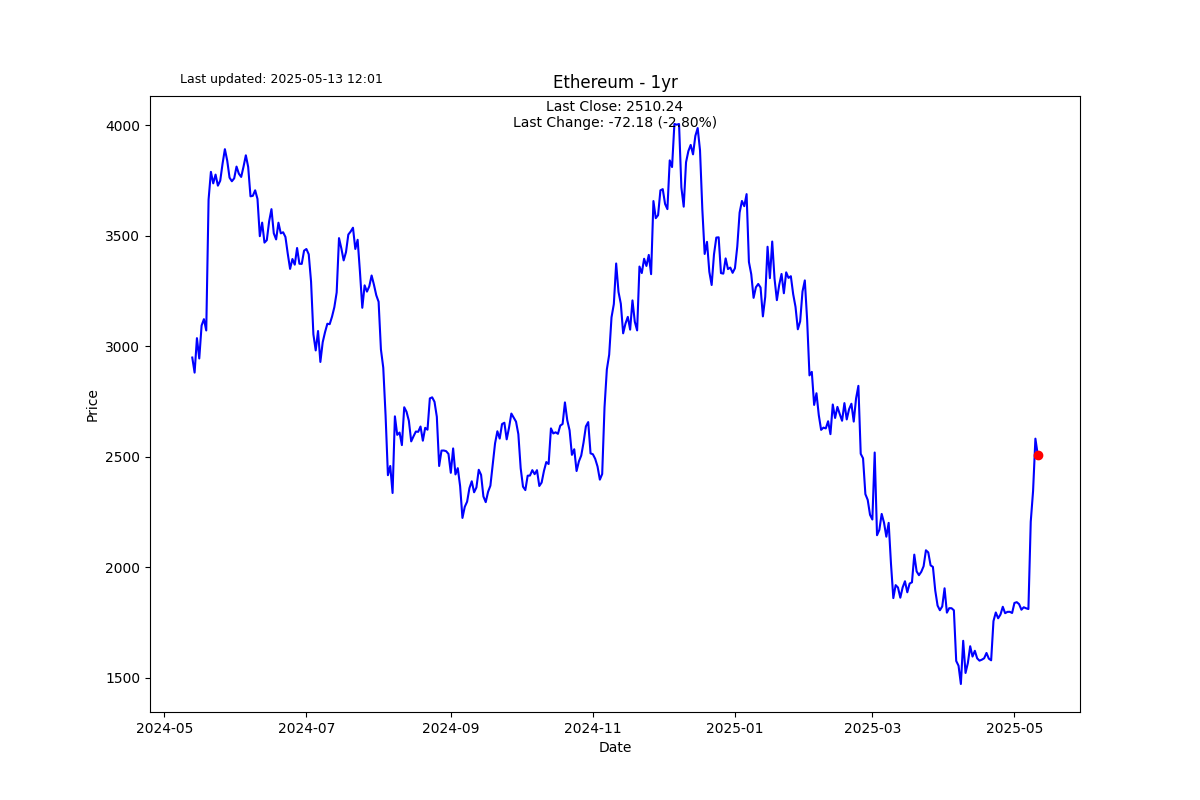 Last updated: 2025-05-13 12:01
Ethereum - 1yr
Last Close: 2510.24
Last Change: -72.18 (-2.80%)
4000
3500
3000
2500
2000
1500
Price
2024-05
2024-07
2024-09
2024-11
2025-01
2025-03
2025-05
Date